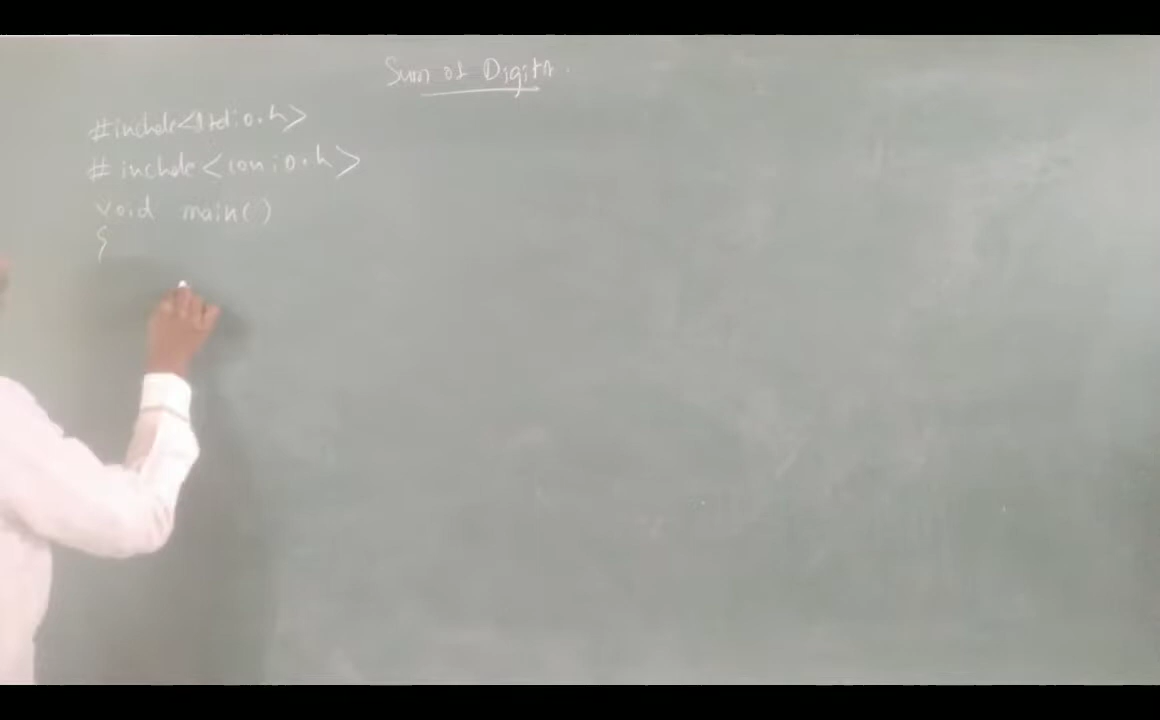 Sum of Digits.
#include<stdio.h>
# include<conio.h>
void main()
{